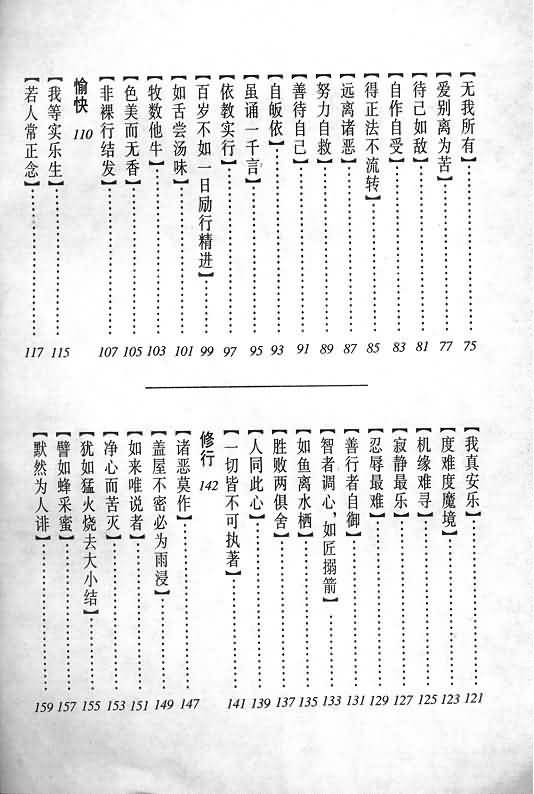 【无我所有】 75
【爱别离为苦】 77
【待己如敌】 81
【自作自受】 83
【得正法不流转】 85
【远离诸恶】 87
【努力自救】 89
【善待自己】 91
【自皈依】 93
【虽诵一千言】 95
【依教实行】 97
【百岁不如一日励行精进】 99
【如舌尝汤味】 101
【牧数他牛】 103
【色美而无香】 105
【非裸行结发】 107
愉快 110
【我等实乐生】 115
【若人常正念】 117
【我真安乐】 121
【度难度魔境】 123
【机缘难寻】 125
【寂静最乐】 127
【忍辱最难】 129
【善行者自御】 131
【智者调心，如匠搦箭】 133
【如鱼离水栖】 135
【胜败两俱舍】 137
【人同此心】 139
【一切皆不可执著】 141
修行 142
【诸恶莫作】 147
【盖屋不密必为雨浸】 149
【如来唯说者】 151
【净心而苦灭】 153
【犹如猛火烧去大小结】 155
【譬如蜂采蜜】 157
【默然为人诽】 159